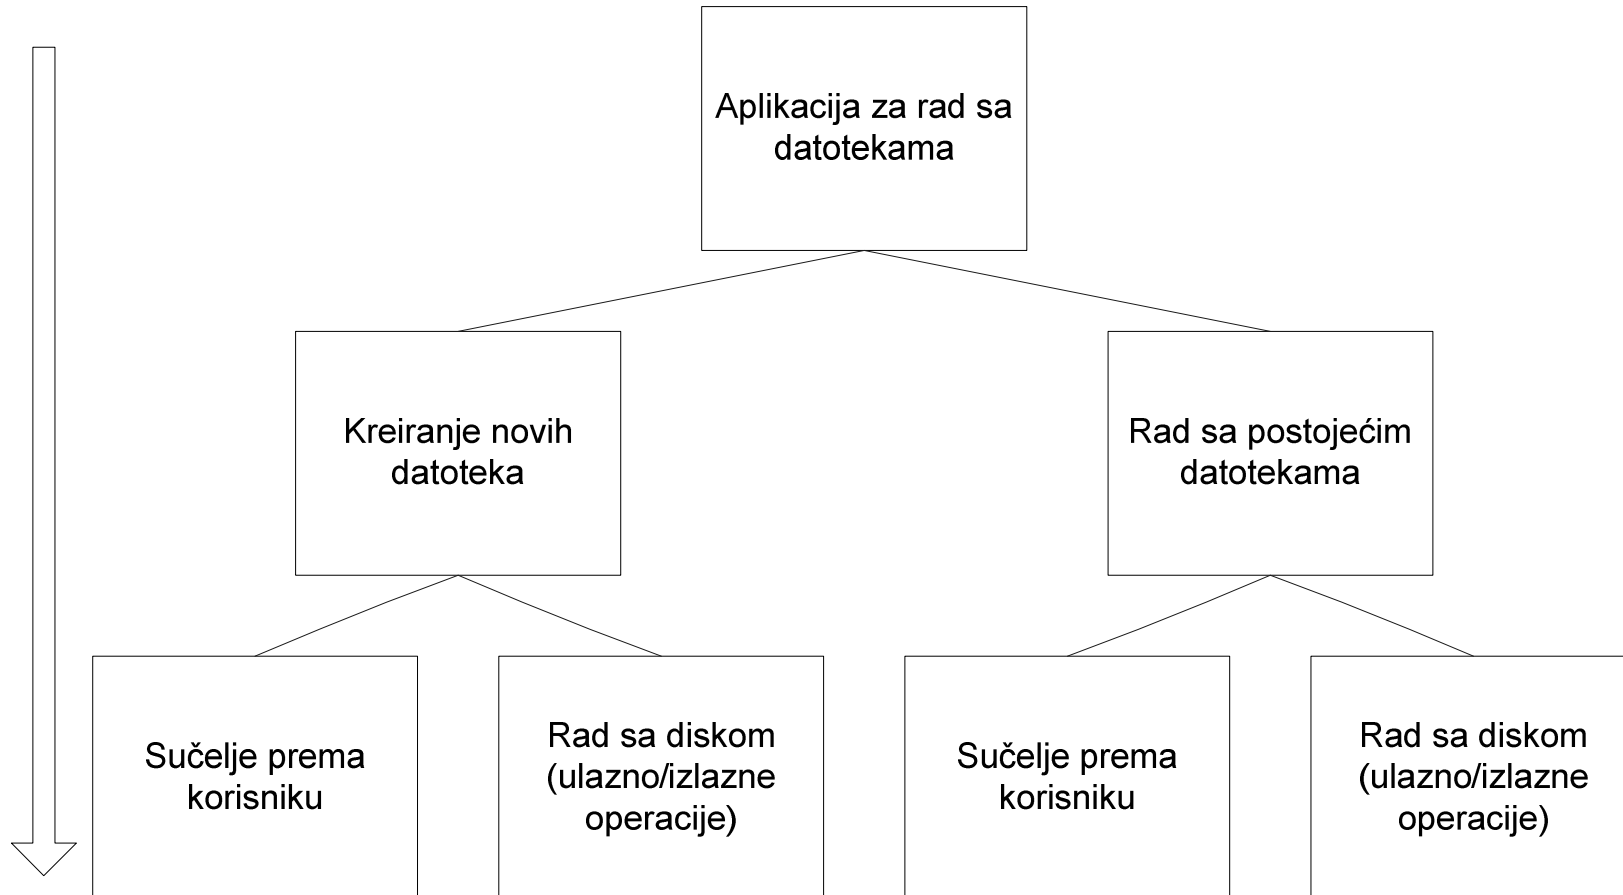 Aplikacija za rad sa
datotekama
Kreiranje novih
datoteka
Rad sa postojećim
datotekama
Sučelje prema
korisniku
Rad sa diskom
(ulazno/izlazne
operacije)
Sučelje prema
korisniku
Rad sa diskom
(ulazno/izlazne
operacije)